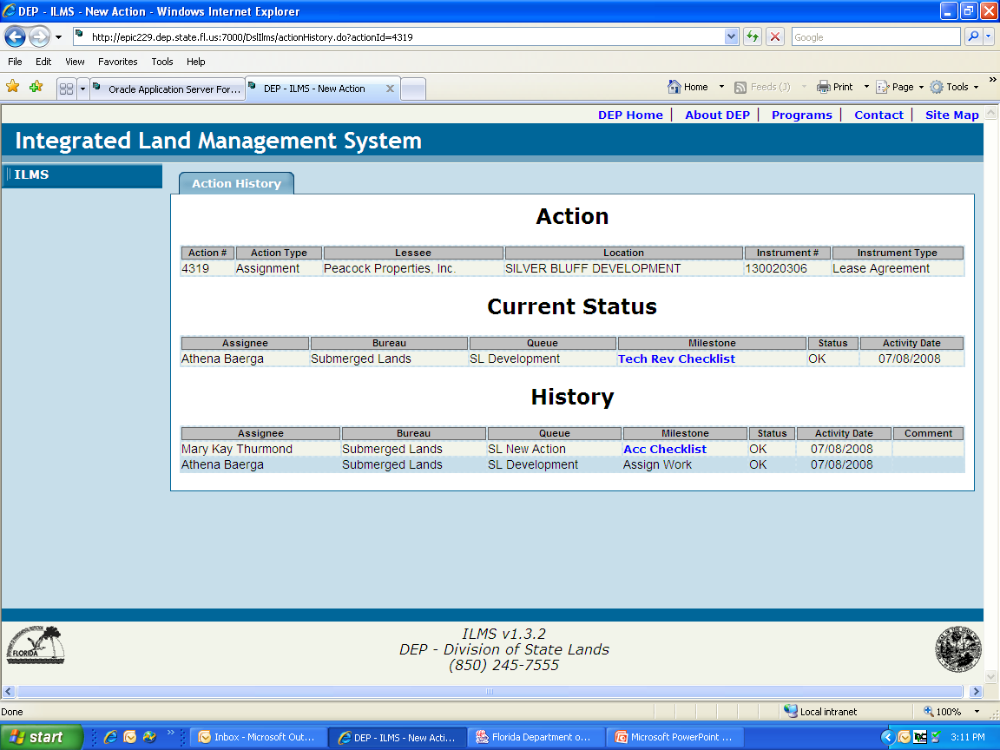 DEP - ILMS - New Action - Windows Internet Explorer
http://epic229.dep.state.fl.us:7000/DslIlms/actionHistory.do?actionId=4319
Google
File Edit View Favorites Tools Help
Oracle Application Server For... DEP - ILMS - New Action Home Feeds (J) Print Page Tools
DEP Home About DEP Programs Contact Site Map
Integrated Land Management System
ILMS
Action History
Action
Action # Action Type Lessee Location Instrument # Instrument Type
4319 Assignment Peacock Properties, Inc. SILVER BLUFF DEVELOPMENT 130020306 Lease Agreement
Current Status
Assignee Bureau Queue Milestone Status Activity Date
Athena Baerga Submerged Lands SL Development Tech Rev Checklist OK 07/08/2008
History
Assignee Bureau Queue Milestone Status Activity Date Comment
Mary Kay Thurmond Submerged Lands SL New Action Acc Checklist OK 07/08/2008
Athena Baerga Submerged Lands SL Development Assign Work OK 07/08/2008
FLORIDA
ILMS v1.3.2
DEP - Division of State Lands
(850) 245-7555
Done Local intranet 100%
start Inbox - Microsoft Out... DEP - ILMS - New Acti... Florida Department o... Microsoft PowerPoint ... 3:11 PM